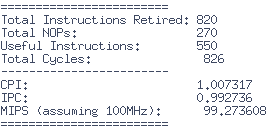 ========================
Total Instructions Retired: 820
Total NOPs: 270
Useful Instructions: 550
Total Cycles: 826
------------------------
CPI: 1.007317
IPC: 0.992736
MIPS (assuming 100MHz): 99.273608
========================